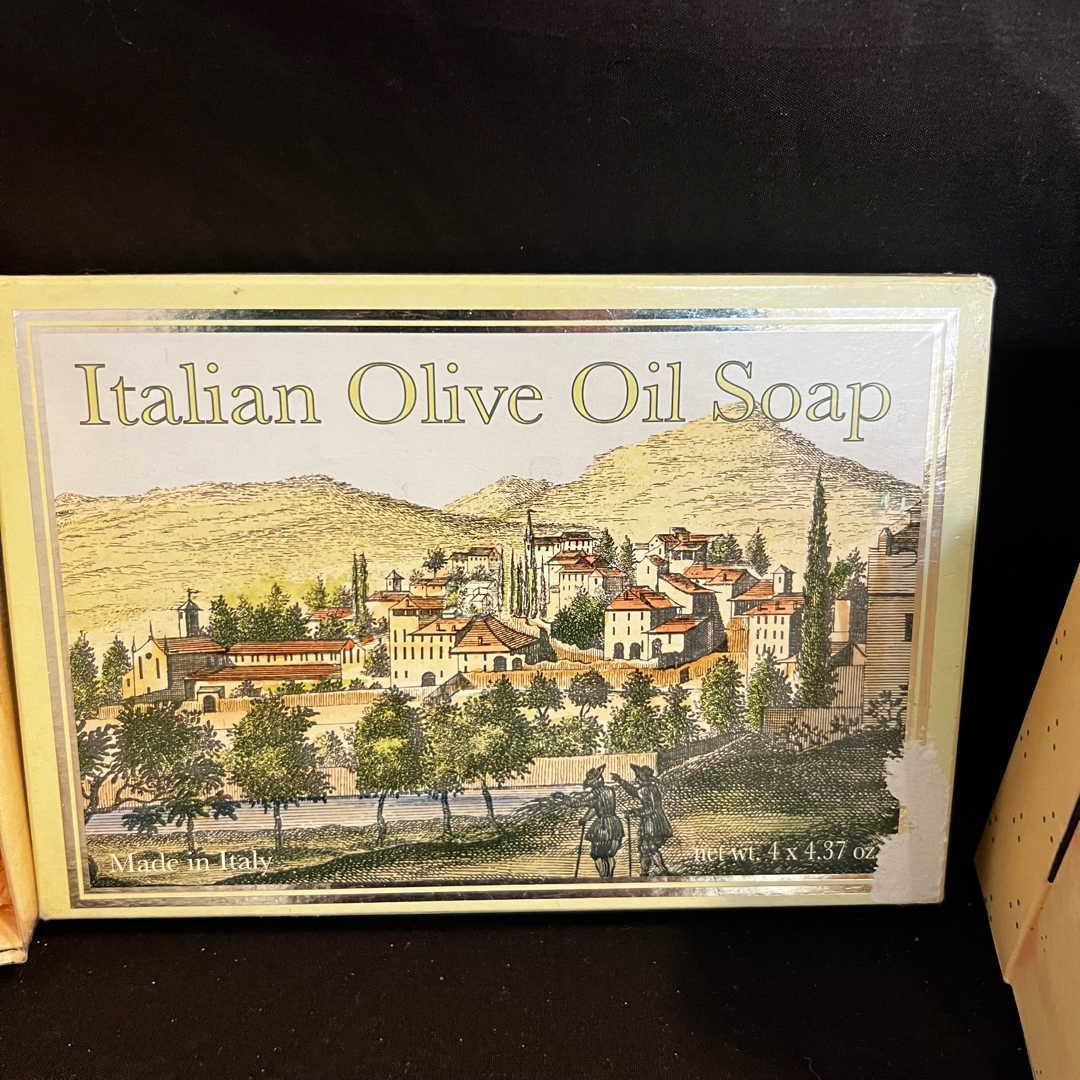 Italian Olive Oil Soap
Made in Italy
net wt. 4 x 4.37 oz